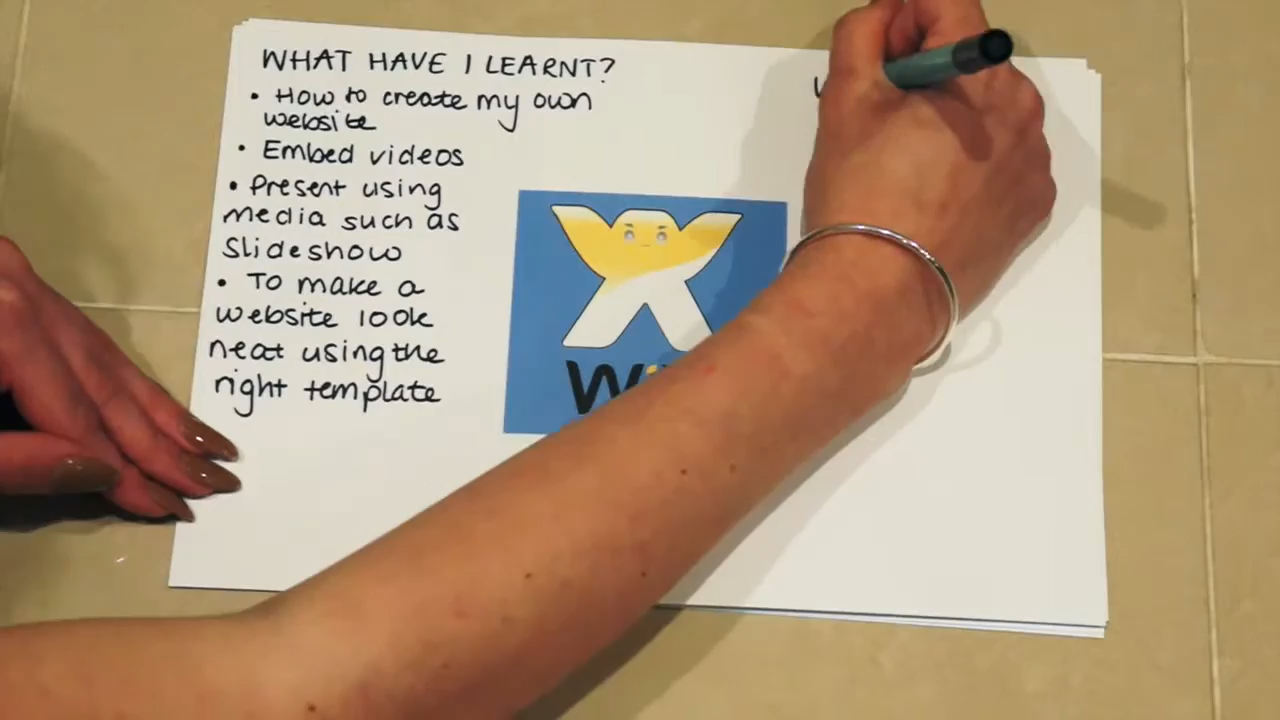 WHAT HAVE I LEARNT?
• How to create my own
website
• Embed videos
• Present using
media such as
Slideshow
• To make a
website look
neat using the
right template